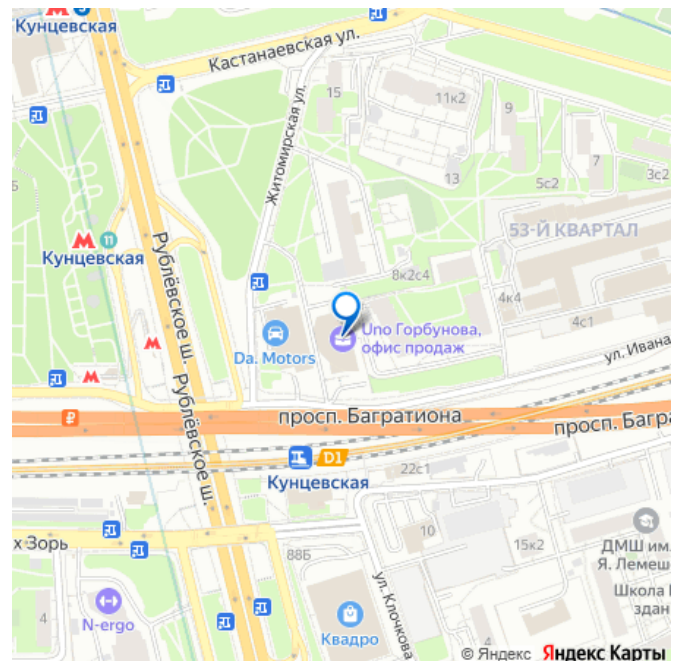 Кунцевская
Кастанаевская ул.
Житомирская ул.
15
11к2
9
7
13
5с2
3с2
53-Й КВАРТАЛ
11
Кунцевская
Рублёвское ш.
8к2с4
4к4
4с1
Uno Горбунова,
офис продаж
Da. Motors
ул. Ивана
Рублёвское ш.
просп. Багратиона
просп. Багра
D1
Кунцевская
22с1
х Зорь
88Б
10
15к2
ДМШ им.
Я. Лемеш
Школа
здан
ул. Клочкова
4
N-ergo
Квадро
4
4
© Яндекс Яндекс Карты